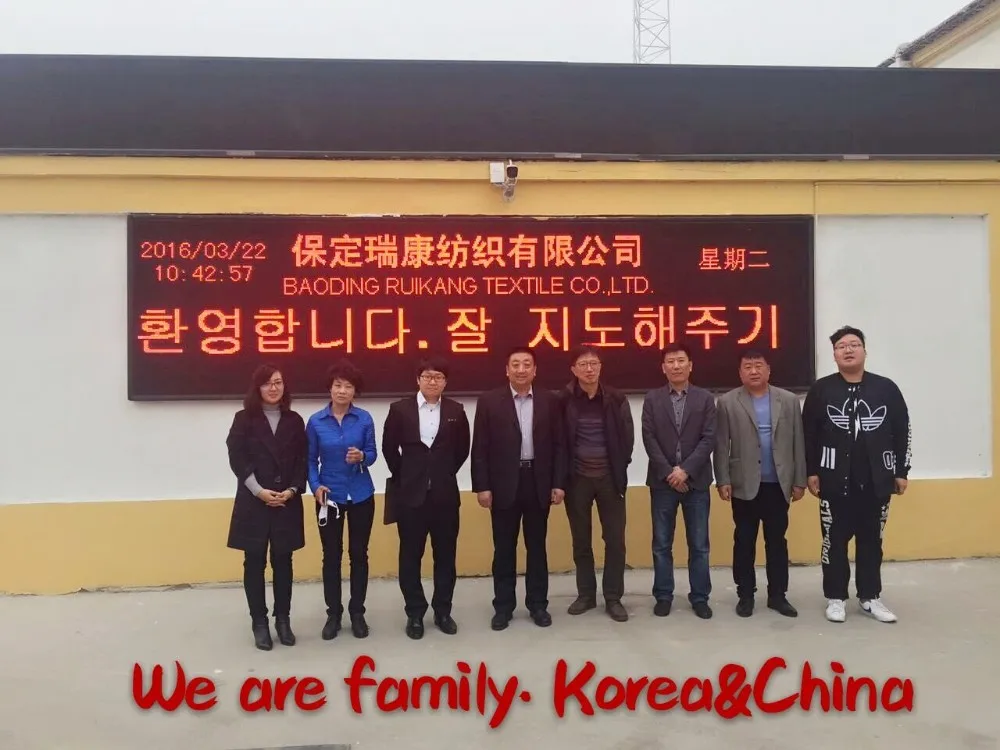 2016/03/22
10:42:57
保定瑞康纺织有限公司
星期二
BAODING RUIKANG TEXTILE CO.,LTD.
환영합니다.잘 지도해주기
We are family. Korea&China